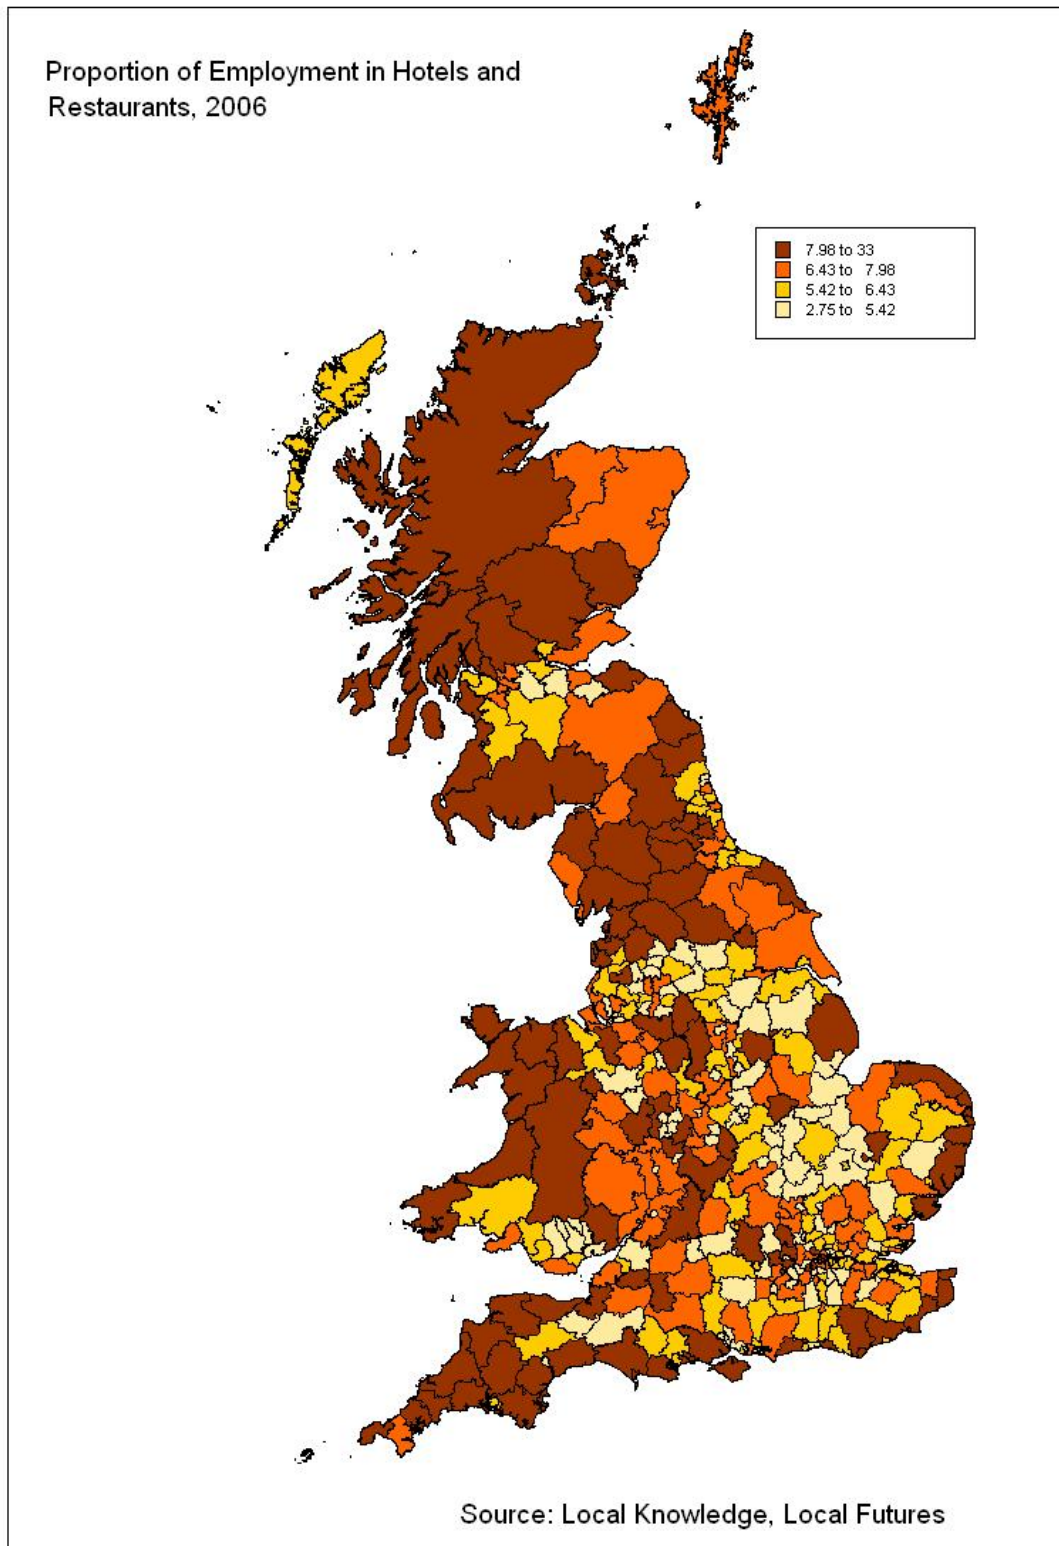 Proportion of Employment in Hotels and
Restaurants, 2006
7.98 to 33
6.43 to 7.98
5.42 to 6.43
2.75 to 5.42
Source: Local Knowledge, Local Futures